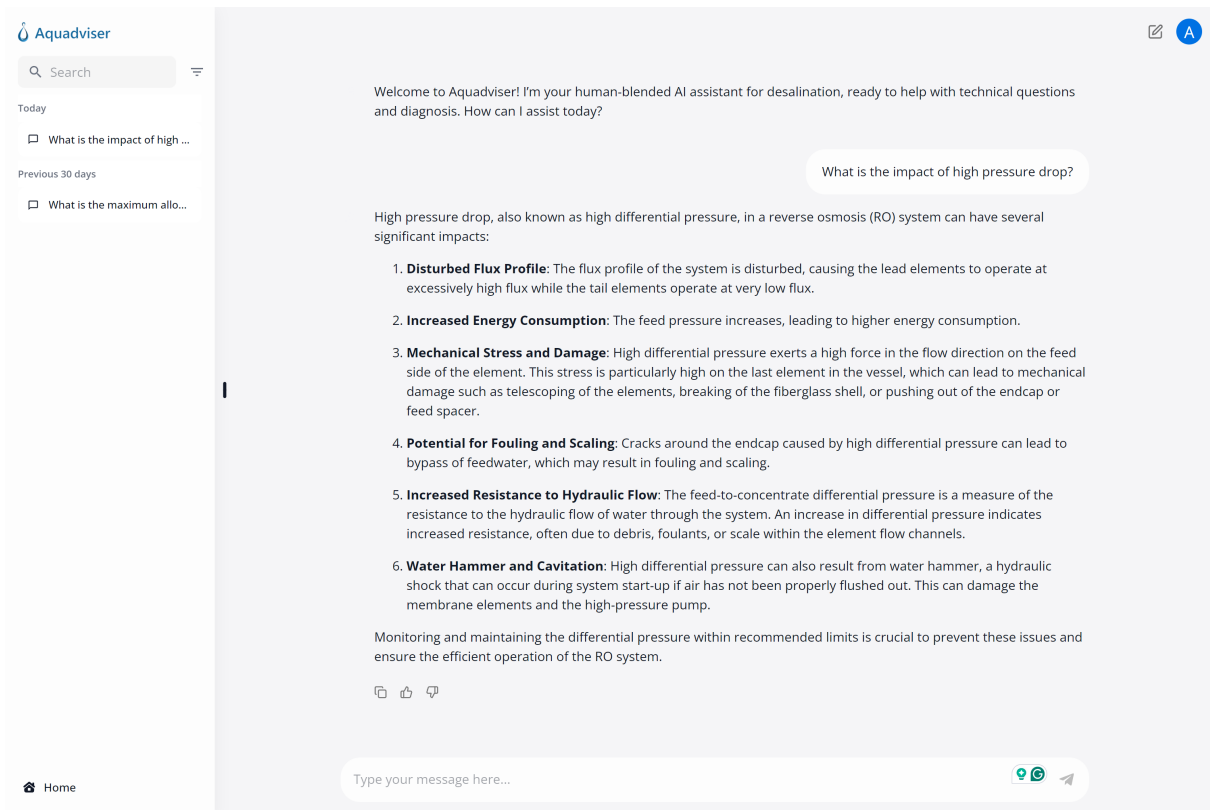 Aquadviser
Search
Today
What is the impact of high ...
Previous 30 days
What is the maximum allo...
Home
A
Welcome to Aquadviser! I'm your human-blended AI assistant for desalination, ready to help with technical questions
and diagnosis. How can I assist today?
What is the impact of high pressure drop?
High pressure drop, also known as high differential pressure, in a reverse osmosis (RO) system can have several
significant impacts:
1. Disturbed Flux Profile: The flux profile of the system is disturbed, causing the lead elements to operate at
excessively high flux while the tail elements operate at very low flux.
2. Increased Energy Consumption: The feed pressure increases, leading to higher energy consumption.
3. Mechanical Stress and Damage: High differential pressure exerts a high force in the flow direction on the feed
side of the element. This stress is particularly high on the last element in the vessel, which can lead to mechanical
damage such as telescoping of the elements, breaking of the fiberglass shell, or pushing out of the endcap or
feed spacer.
4. Potential for Fouling and Scaling: Cracks around the endcap caused by high differential pressure can lead to
bypass of feedwater, which may result in fouling and scaling.
5. Increased Resistance to Hydraulic Flow: The feed-to-concentrate differential pressure is a measure of the
resistance to the hydraulic flow of water through the system. An increase in differential pressure indicates
increased resistance, often due to debris, foulants, or scale within the element flow channels.
6. Water Hammer and Cavitation: High differential pressure can also result from water hammer, a hydraulic
shock that can occur during system start-up if air has not been properly flushed out. This can damage the
membrane elements and the high-pressure pump.
Monitoring and maintaining the differential pressure within recommended limits is crucial to prevent these issues and
ensure the efficient operation of the RO system.
Type your message here...